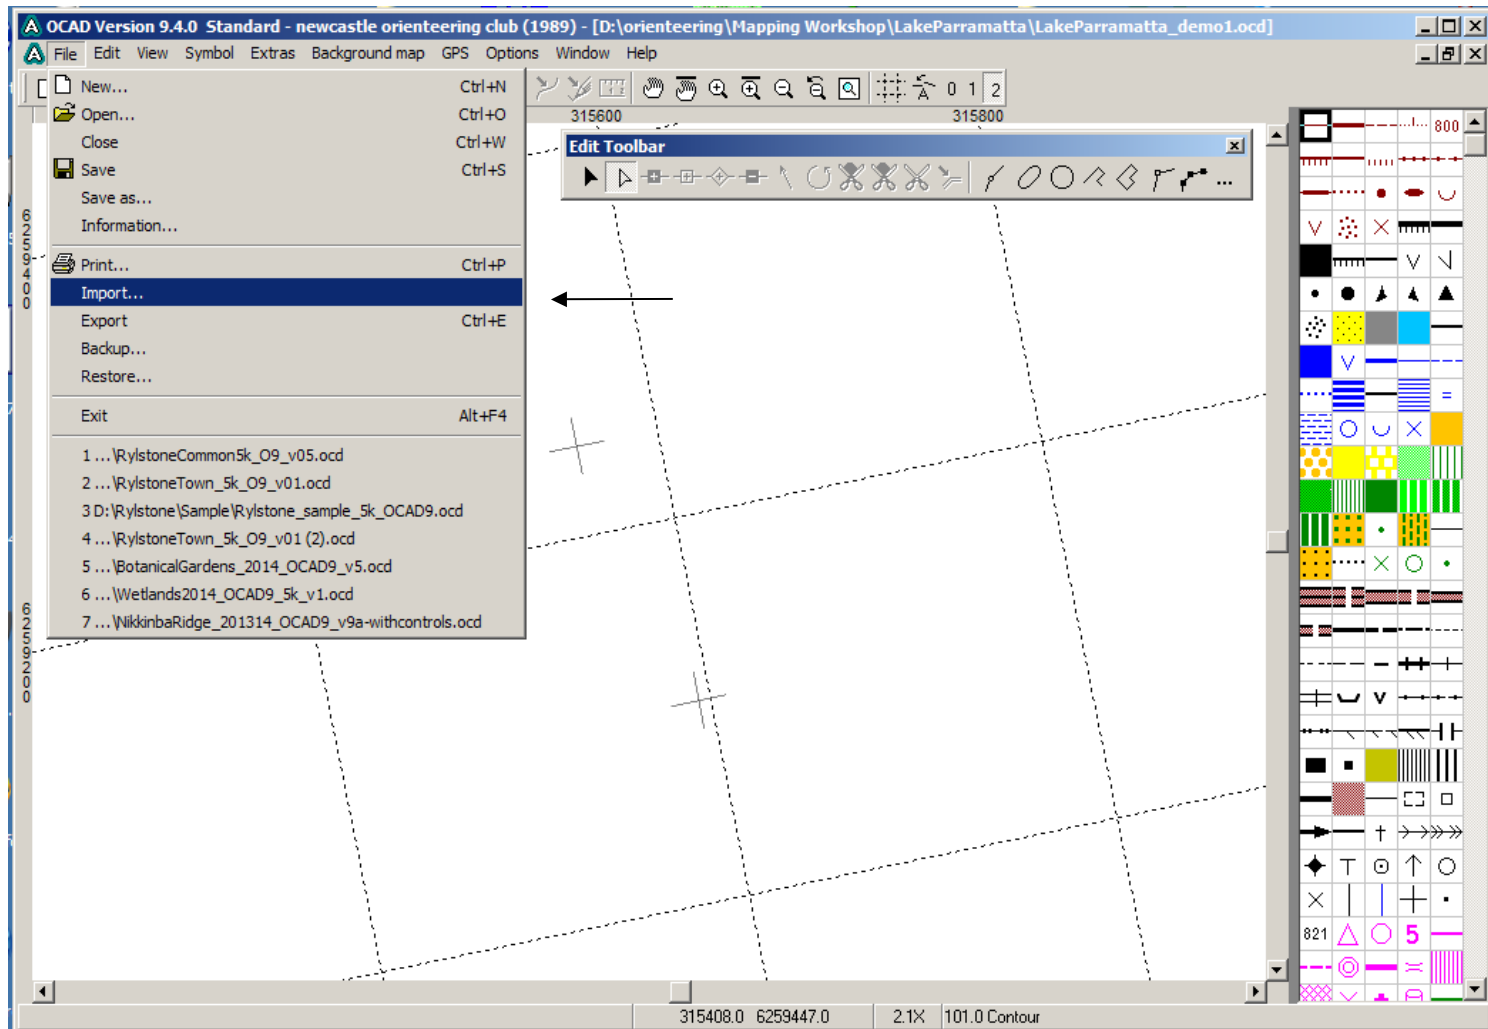 OCAD Version 9.4.0 Standard - newcastle orienteering club (1989) - [D:\orienteering\Mapping Workshop\LakeParramatta\LakeParramatta_demo1.ocd]
File Edit View Symbol Extras Background map GPS Options Window Help
0 1 2
New... Ctrl+N
Open... Ctrl+O
Close Ctrl+W
Save Ctrl+S
Save as...
Information...
Print... Ctrl+P
Import...
Export Ctrl+E
Backup...
Restore...
Exit Alt+F4
1 ...\RylstoneCommon5k_O9_v05.ocd
2 ...\RylstoneTown_5k_O9_v01.ocd
3 D:\Rylstone\Sample\Rylstone_sample_5k_OCAD9.ocd
4 ...\RylstoneTown_5k_O9_v01 (2).ocd
5 ...\BotanicalGardens_2014_OCAD9_v5.ocd
6 ...\Wetlands2014_OCAD9_5k_v1.ocd
7 ...\NikkinbaRidge_201314_OCAD9_v9a-withcontrols.ocd
315600 315800
Edit Toolbar
...
6259400
6259200
800
821
5
315408.0 6259447.0 2.1X 101.0 Contour